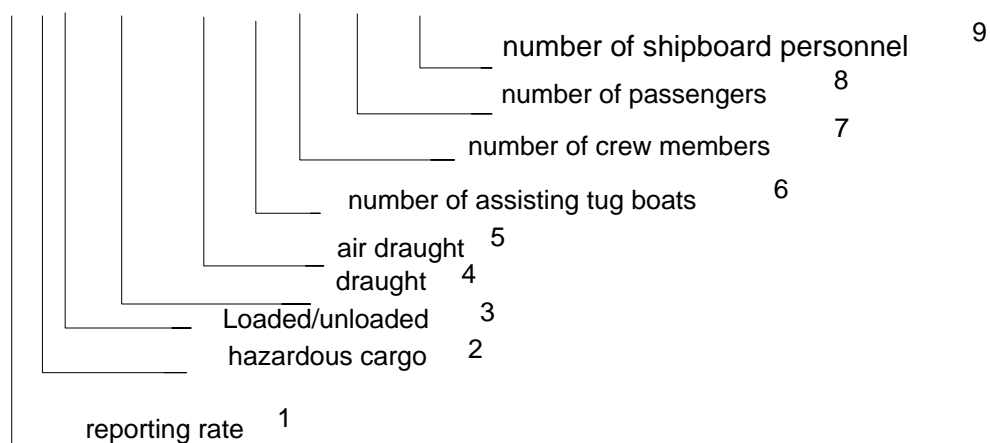 number of shipboard personnel 9
number of passengers 8
number of crew members 7
number of assisting tug boats 6
air draught 5
draught 4
Loaded/unloaded 3
hazardous cargo 2
reporting rate 1